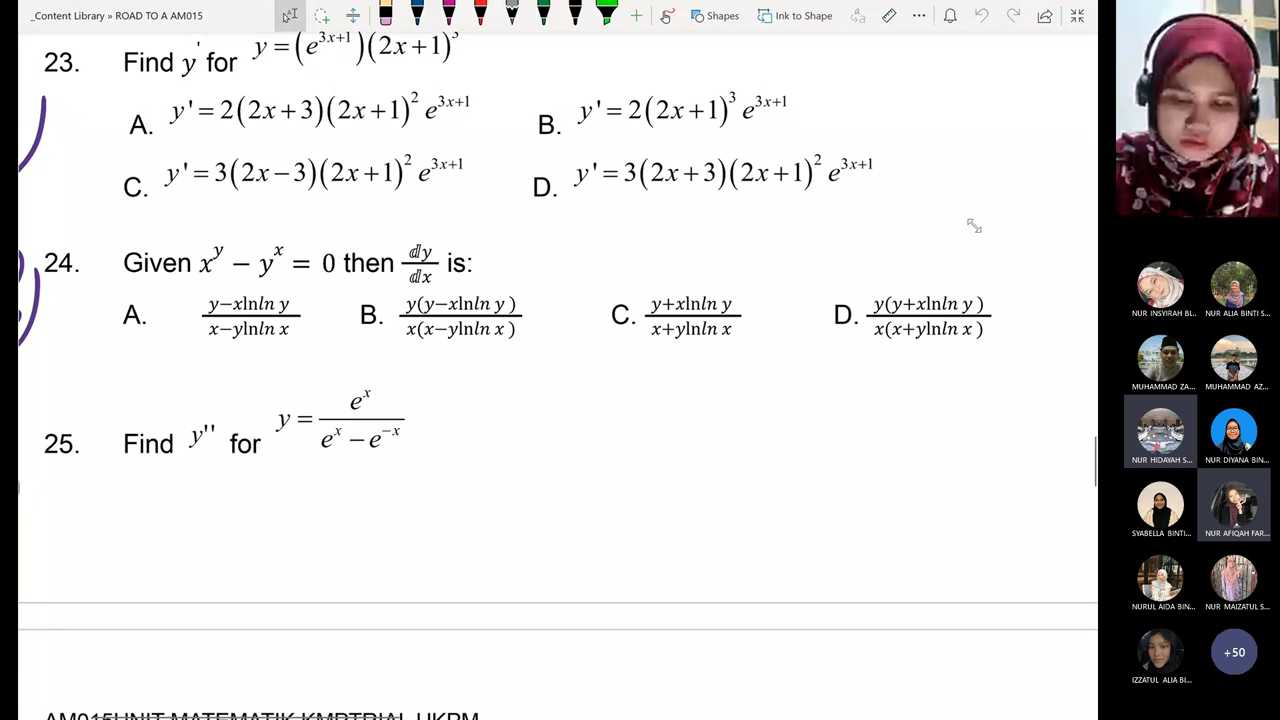 _Content Library » ROAD TO A AM015
Shapes
Ink to Shape
23. Find y' for y = (e^{3x+1})(2x+1)^3
A. y' = 2(2x+3)(2x+1)^2 e^{3x+1} B. y' = 2(2x+1)^3 e^{3x+1}
C. y' = 3(2x−3)(2x+1)^2 e^{3x+1} D. y' = 3(2x+3)(2x+1)^2 e^{3x+1}
24. Given x^y − y^x = 0 then dy/dx is:
A. (y−xlnln y)/(x−ylnln x) B. y(y−xlnln y )/x(x−ylnln x ) C. (y+xlnln y)/(x+ylnln x) D. y(y+xlnln y )/x(x+ylnln x )
25. Find y'' for y = e^x/(e^x − e^{−x})
NUR INSYIRAH BI...
NUR ALIA BINTI S...
MUHAMMAD ZA...
MUHAMMAD AZ...
NUR HIDAYAH S...
NUR DIYANA BIN...
SYABELLA BINTI...
NUR AFIQAH FAR...
NURUL AIDA BIN...
NUR MAIZATUL S...
IZZATUL ALIA BI...
+50